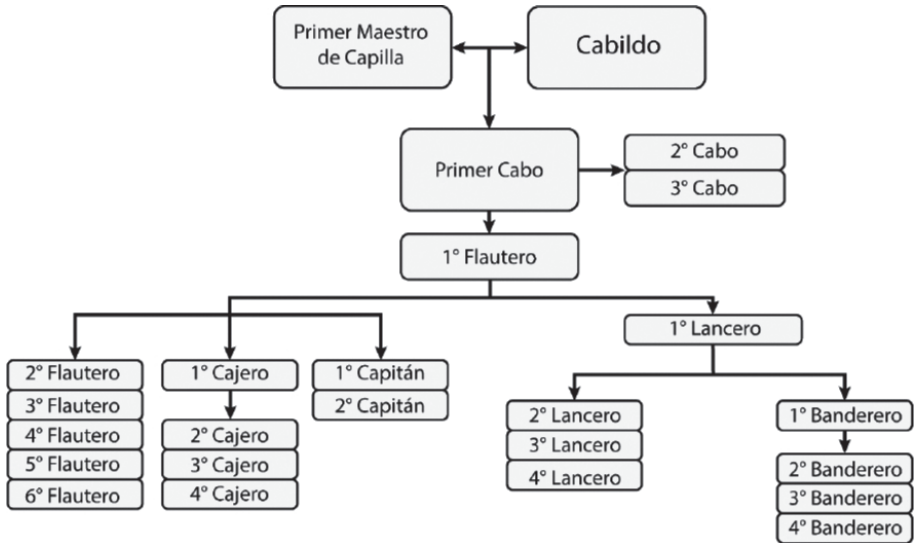 Primer Maestro
de Capilla
Cabildo
Primer Cabo
2° Cabo
3° Cabo
1° Flautero
1° Lancero
2° Flautero
3° Flautero
4° Flautero
5° Flautero
6° Flautero
1° Cajero
2° Cajero
3° Cajero
4° Cajero
1° Capitán
2° Capitán
2° Lancero
3° Lancero
4° Lancero
1° Banderero
2° Banderero
3° Banderero
4° Banderero